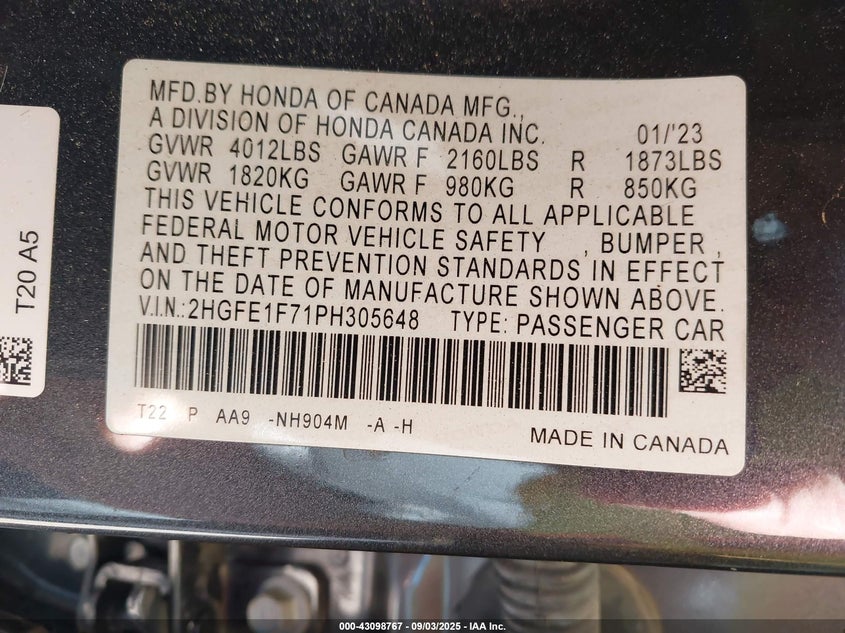 MFD.BY HONDA OF CANADA MFG.,
A DIVISION OF HONDA CANADA INC. 01/'23
GVWR 4012LBS GAWR F 2160LBS R 1873LBS
GVWR 1820KG GAWR F 980KG R 850KG
THIS VEHICLE CONFORMS TO ALL APPLICABLE
FEDERAL MOTOR VEHICLE SAFETY , BUMPER ,
AND THEFT PREVENTION STANDARDS IN EFFECT
ON THE DATE OF MANUFACTURE SHOWN ABOVE.
V.I.N.:2HGFE1F71PH305648 TYPE: PASSENGER CAR
T22 P AA9 -NH904M -A -H
MADE IN CANADA
T20 A5
000-43098767 - 09/03/2025 - IAA Inc.